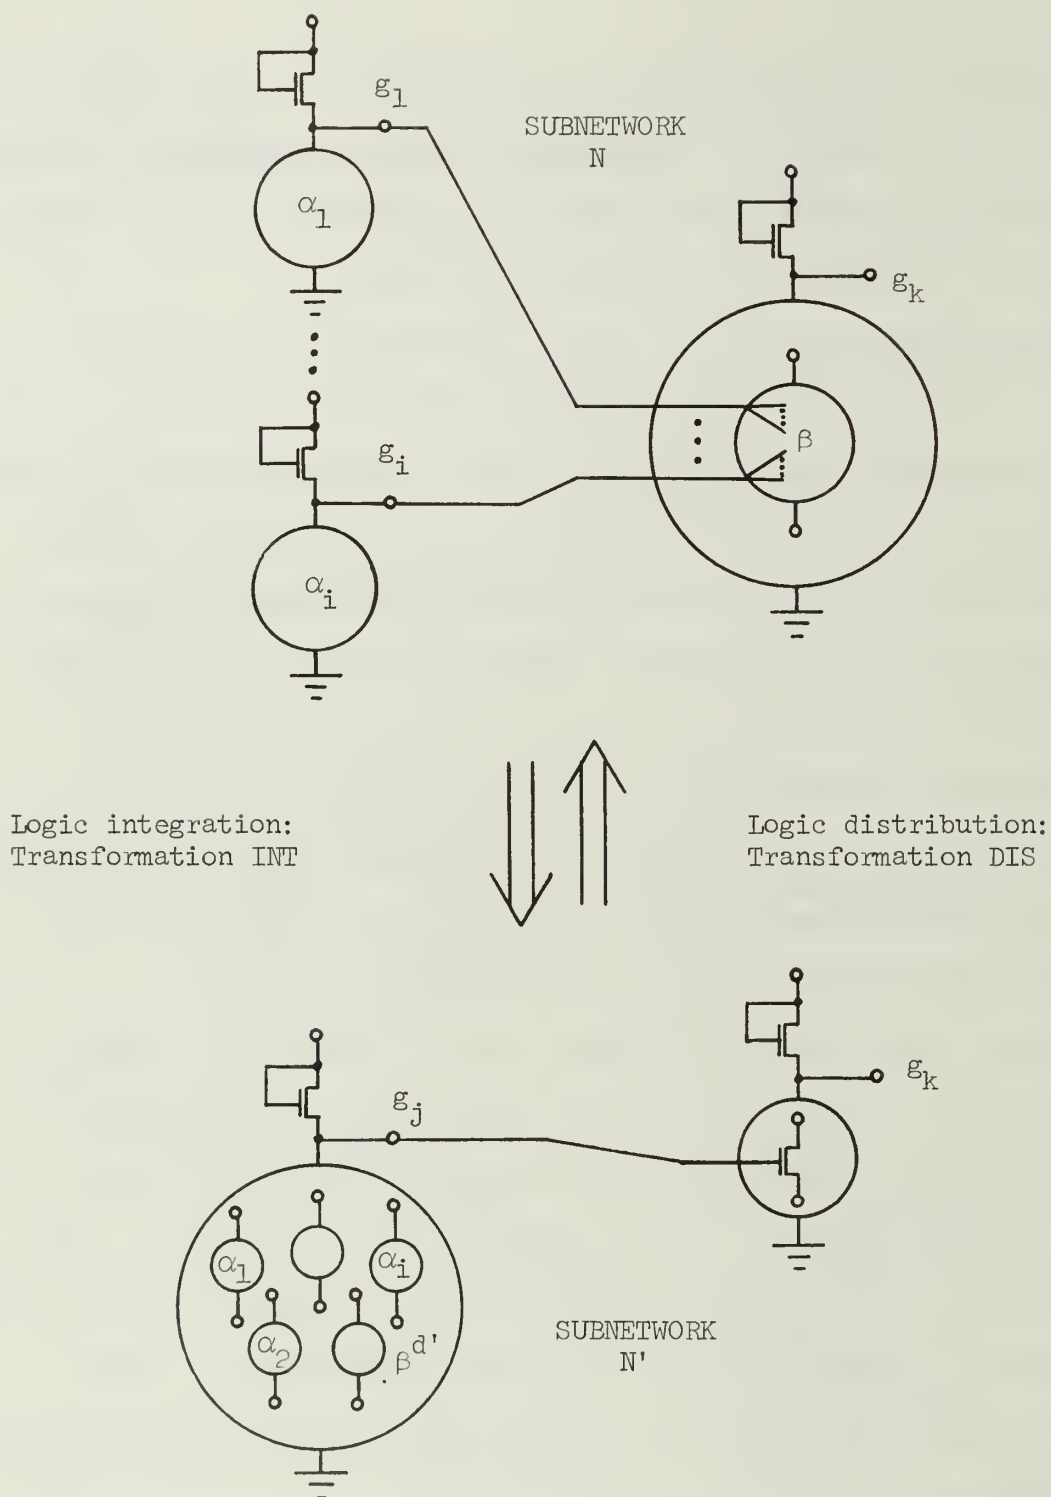 g₁
SUBNETWORK
N
α₁
gₖ
gᵢ
β
αᵢ
Logic integration:
Transformation INT
Logic distribution:
Transformation DIS
gₖ
gⱼ
α₁
αᵢ
α₂
βᵈ'
SUBNETWORK
N'